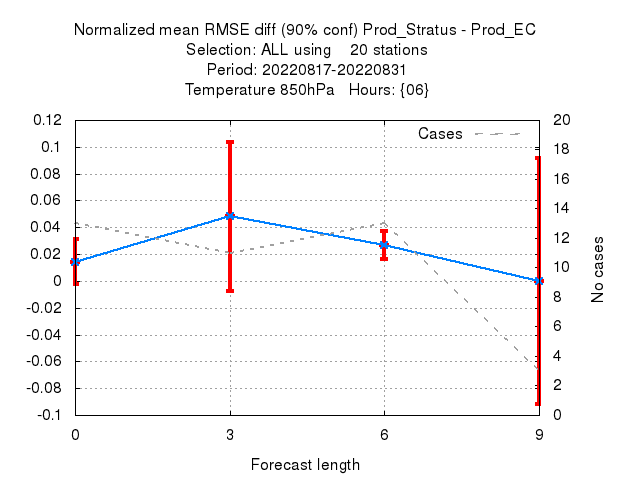 Normalized mean RMSE diff (90% conf) Prod_Stratus - Prod_EC
Selection: ALL using    20 stations
Period: 20220817-20220831
Temperature 850hPa   Hours: {06}
Cases
0.12
0.1
0.08
0.06
0.04
0.02
0
-0.02
-0.04
-0.06
-0.08
-0.1
20
18
16
14
12
10
8
6
4
2
0
No cases
0 3 6 9
Forecast length